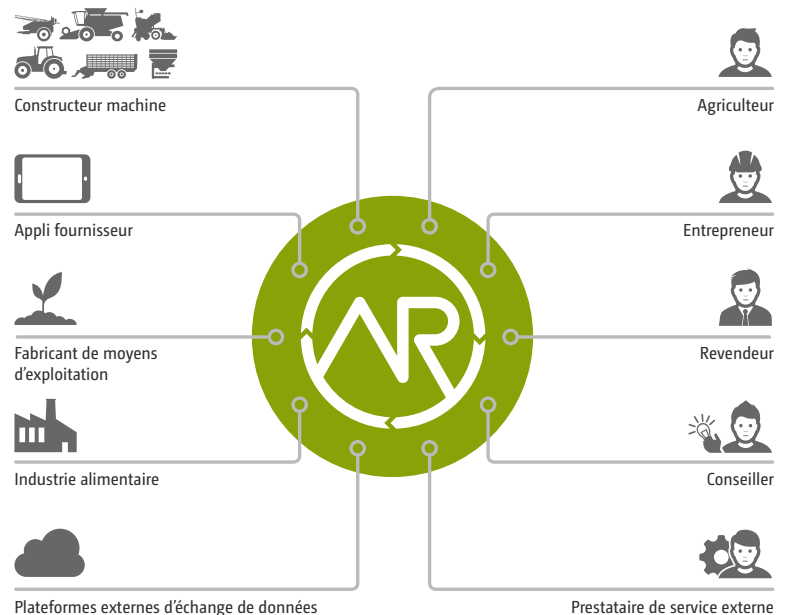 Constructeur machine
Agriculteur
Appli fournisseur
Entrepreneur
AR
Fabricant de moyens
d'exploitation
Revendeur
Industrie alimentaire
Conseiller
Plateformes externes d'échange de données
Prestataire de service externe